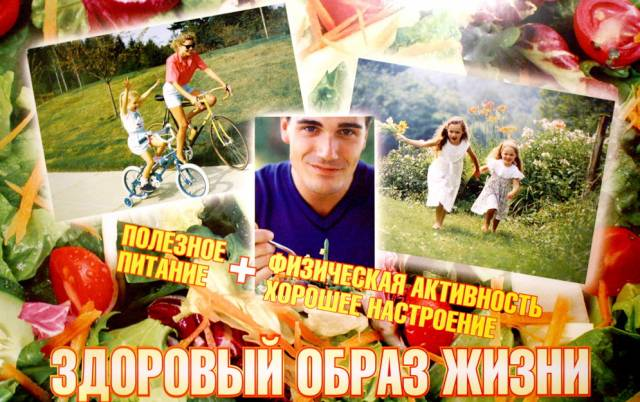 ПОЛЕЗНОЕ
ПИТАНИЕ
+
ФИЗИЧЕСКАЯ АКТИВНОСТЬ
ХОРОШЕЕ НАСТРОЕНИЕ
ЗДОРОВЫЙ ОБРАЗ ЖИЗНИ